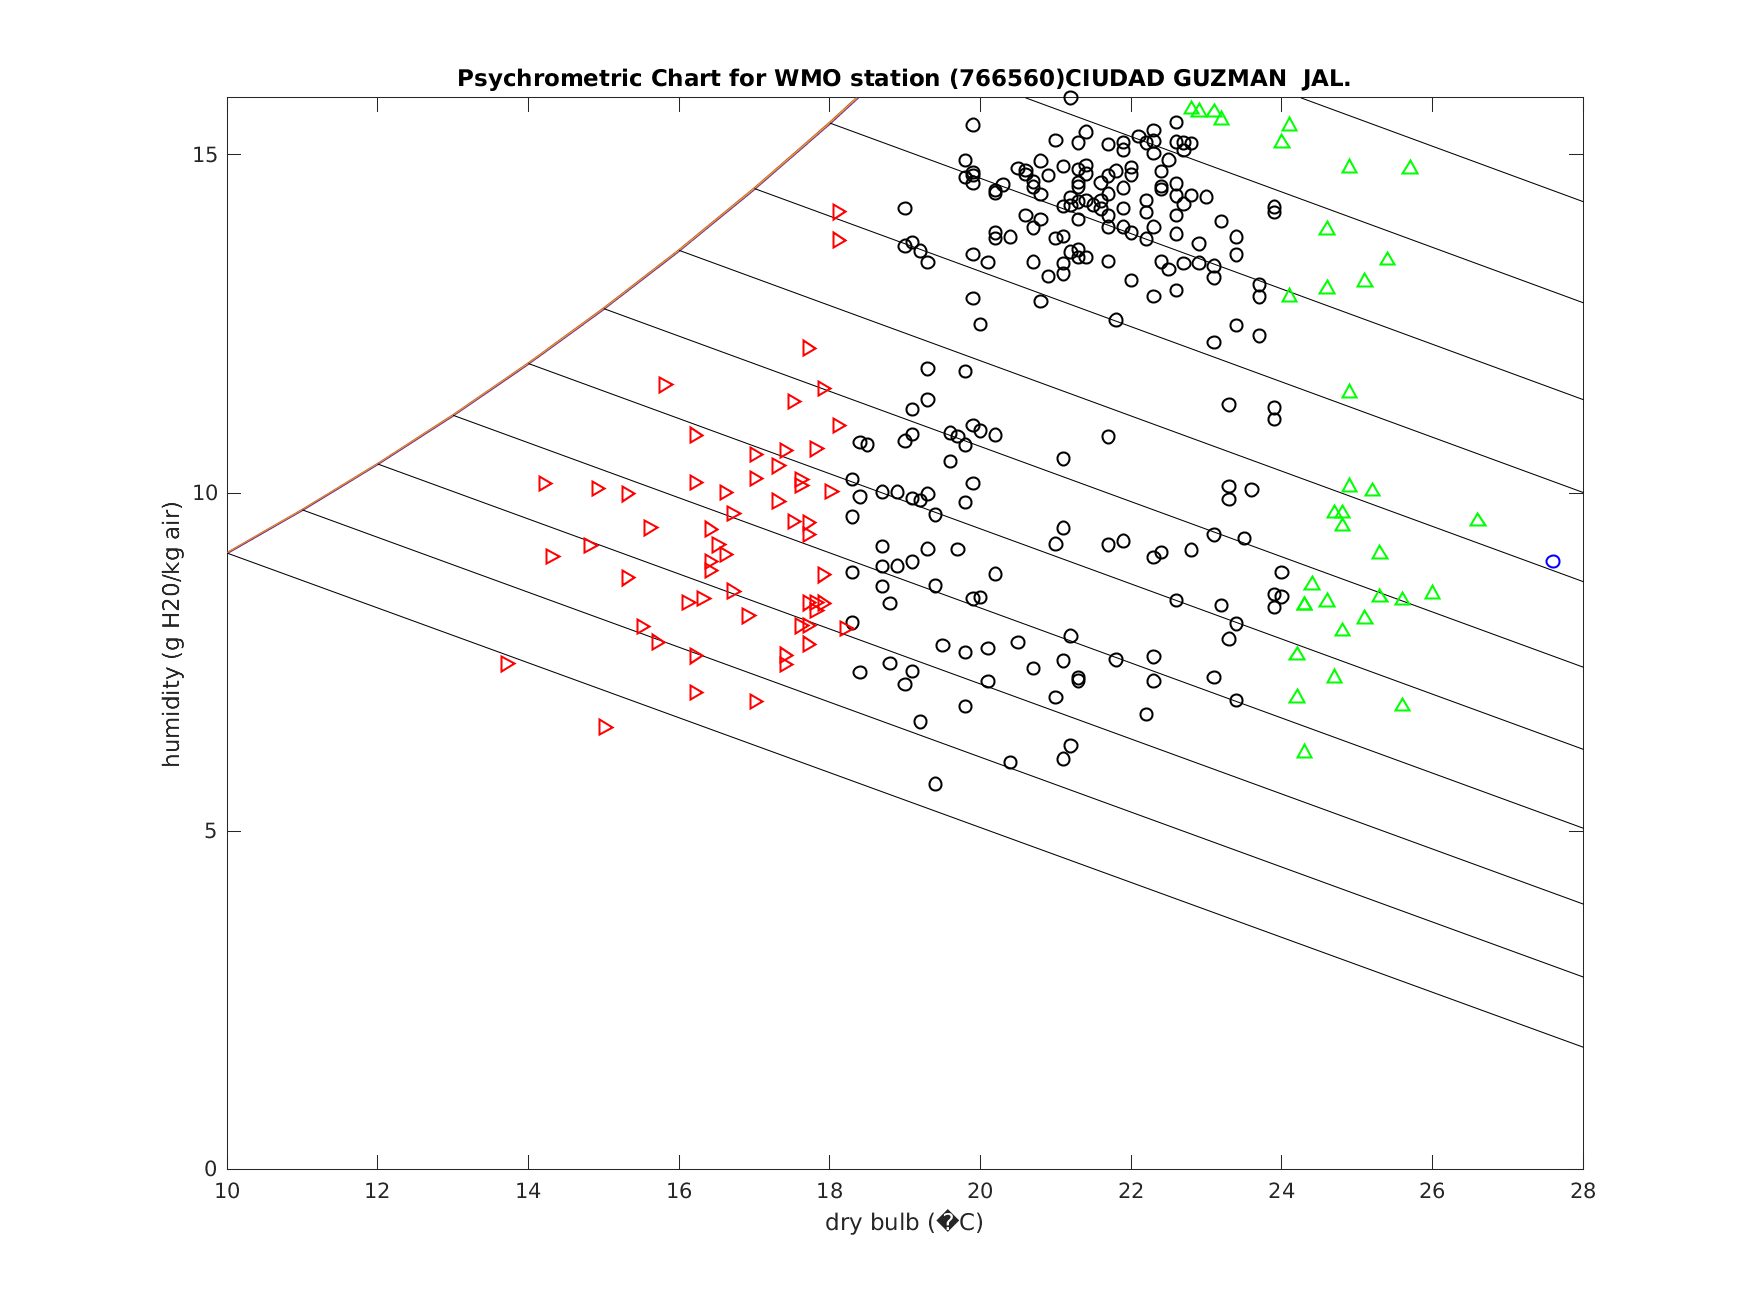 Psychrometric Chart for WMO station (766560)CIUDAD GUZMAN  JAL.
15
10
5
0
humidity (g H20/kg air)
10 12 14 16 18 20 22 24 26 28
dry bulb (�C)